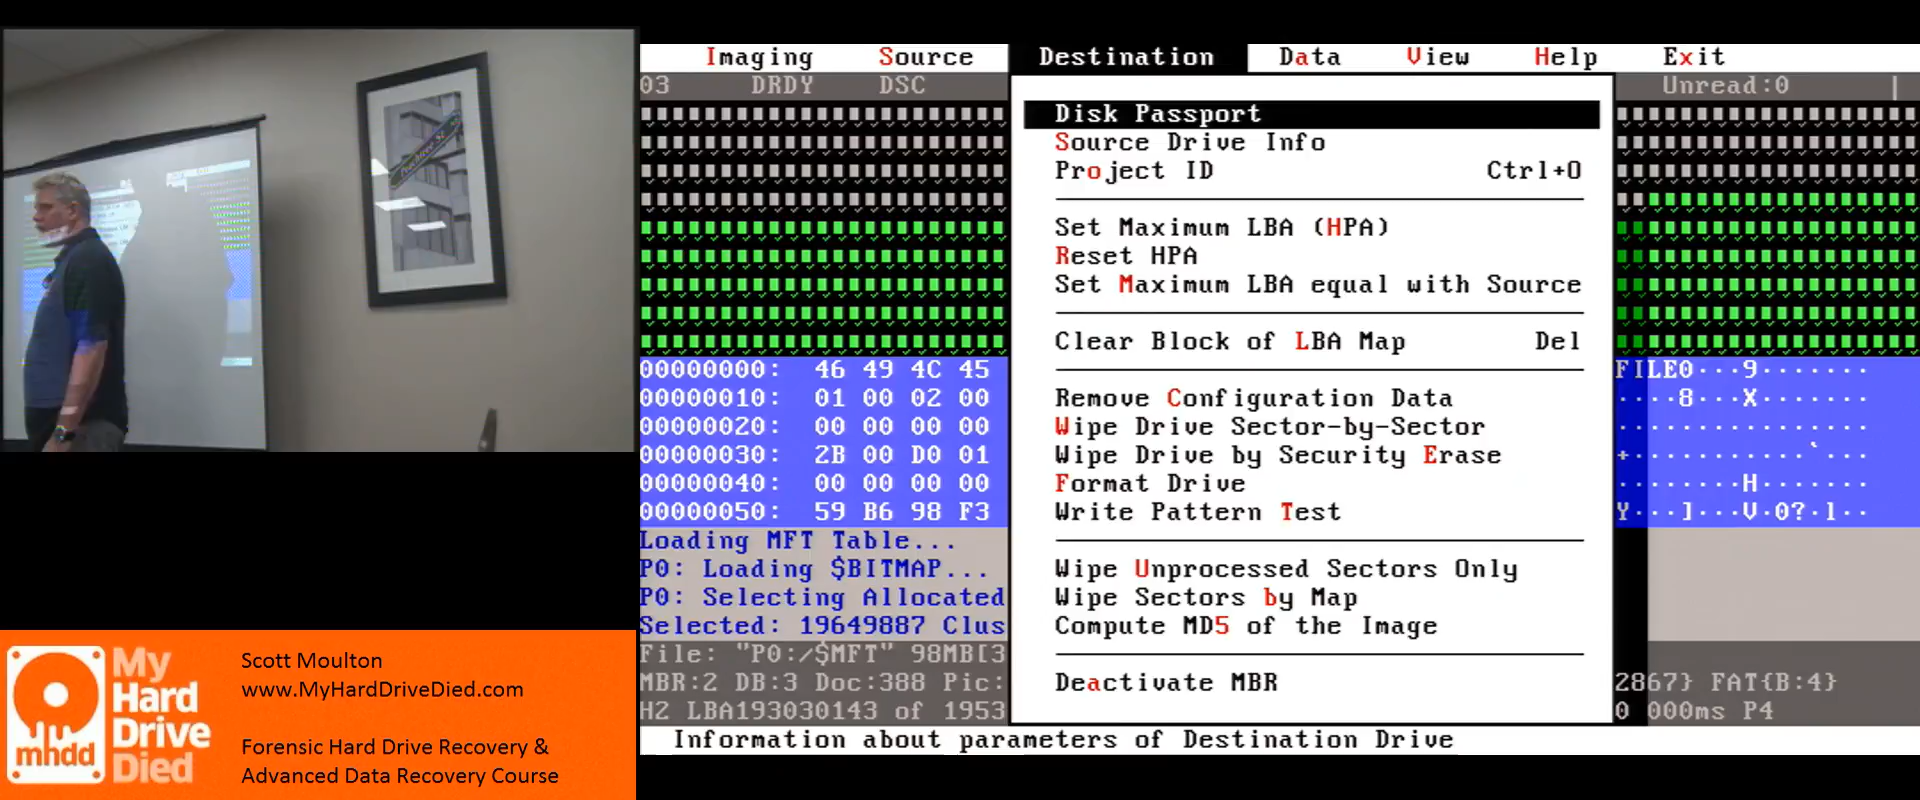 Imaging Source Destination Data View Help Exit
03 DRDY DSC Unread:0
Disk Passport
Source Drive Info
Project ID Ctrl+O
Set Maximum LBA (HPA)
Reset HPA
Set Maximum LBA equal with Source
Clear Block of LBA Map Del
Remove Configuration Data
Wipe Drive Sector-by-Sector
Wipe Drive by Security Erase
Format Drive
Write Pattern Test
Wipe Unprocessed Sectors Only
Wipe Sectors by Map
Compute MD5 of the Image
Deactivate MBR
00000000: 46 49 4C 45 FILE0...9.......
00000010: 01 00 02 00 ....8...X.......
00000020: 00 00 00 00 ................
00000030: 2B 00 D0 01 +...........`...
00000040: 00 00 00 00 ........H.......
00000050: 59 B6 98 F3 Y...]...V.0?.l..
Loading MFT Table...
P0: Loading $BITMAP...
P0: Selecting Allocated
Selected: 19649887 Clus
File: "P0:/$MFT" 98MB[3
MBR:2 DB:3 Doc:388 Pic: 2867} FAT{B:4}
H2 LBA193030143 of 1953 0 000ms P4
Information about parameters of Destination Drive
mhdd
My
Hard
Drive
Died
Scott Moulton
www.MyHardDriveDied.com
Forensic Hard Drive Recovery &
Advanced Data Recovery Course